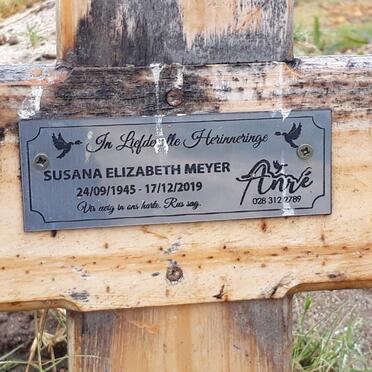 In Liefdevolle Herinneringe
SUSANA ELIZABETH MEYER
24/09/1945 - 17/12/2019
Vir ewig in ons harte. Rus sag.
Anré
028 312 2789